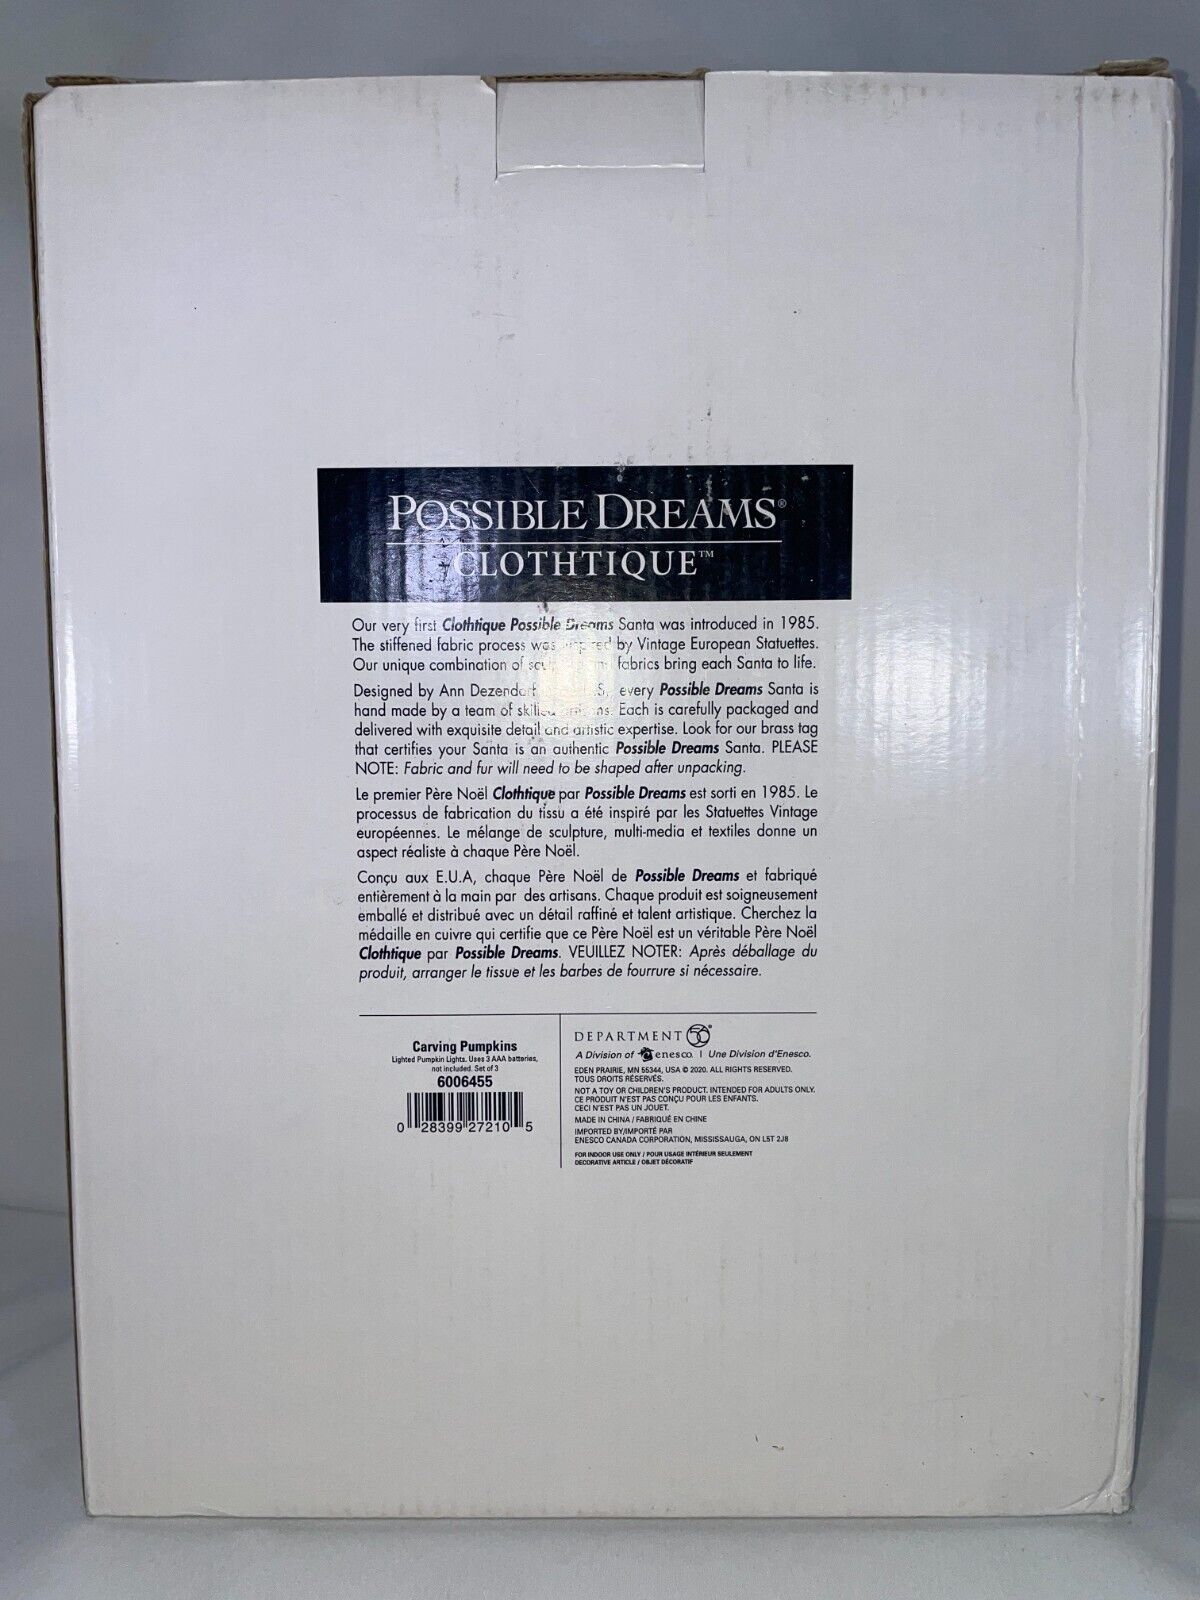 POSSIBLE DREAMS®
CLOTHTIQUE™
Our very first Clothtique Possible Dreams Santa was introduced in 1985.
The stiffened fabric process was inspired by Vintage European Statuettes.
Our unique combination of fabrics bring each Santa to life.
Designed by Ann Dezendorf every Possible Dreams Santa is
hand made by a team of skilled Each is carefully packaged and
delivered with exquisite detail and artistic expertise. Look for our brass tag
that certifies your Santa is an authentic Possible Dreams Santa. PLEASE
NOTE: Fabric and fur will need to be shaped after unpacking.
Le premier Père Noël Clothtique par Possible Dreams est sorti en 1985. Le
processus de fabrication du tissu a été inspiré par les Statuettes Vintage
européennes. Le mélange de sculpture, multi-media et textiles donne un
aspect réaliste à chaque Père Noël.
Conçu aux E.U.A, chaque Père Noël de Possible Dreams et fabriqué
entièrement à la main par des artisans. Chaque produit est soigneusement
emballé et distribué avec un détail raffiné et talent artistique. Cherchez la
médaille en cuivre qui certifie que ce Père Noël est un véritable Père Noël
Clothtique par Possible Dreams. VEUILLEZ NOTER: Après déballage du
produit, arranger le tissue et les barbes de fourrure si nécessaire.
Carving Pumpkins
Lighted Pumpkin Lights. Uses 3 AAA batteries,
not included. Set of 3
6006455
0 28399 27210 5
DEPARTMENT 56®
A Division of enesco. | Une Division d'Enesco.
EDEN PRAIRIE, MN 55344, USA © 2020. ALL RIGHTS RESERVED.
TOUS DROITS RÉSERVÉS.
NOT A TOY OR CHILDREN'S PRODUCT. INTENDED FOR ADULTS ONLY.
CE PRODUIT N'EST PAS CONÇU POUR LES ENFANTS.
CECI N'EST PAS UN JOUET.
MADE IN CHINA / FABRIQUÉ EN CHINE
IMPORTED BY/IMPORTÉ PAR
ENESCO CANADA CORPORATION, MISSISSAUGA, ON L5T 2J8
FOR INDOOR USE ONLY / POUR USAGE INTÉRIEUR SEULEMENT
DECORATIVE ARTICLE / OBJET DÉCORATIF